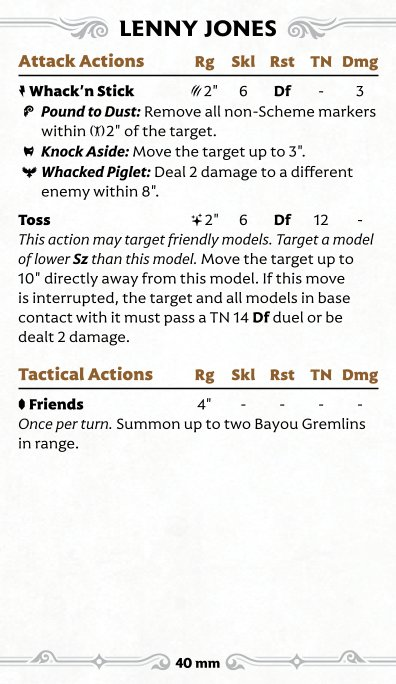 LENNY JONES
Attack Actions Rg Skl Rst TN Dmg
Whack'n Stick 2" 6 Df - 3
Pound to Dust: Remove all non-Scheme markers
within 2" of the target.
Knock Aside: Move the target up to 3".
Whacked Piglet: Deal 2 damage to a different
enemy within 8".
Toss 2" 6 Df 12 -
This action may target friendly models. Target a model
of lower Sz than this model. Move the target up to
10" directly away from this model. If this move
is interrupted, the target and all models in base
contact with it must pass a TN 14 Df duel or be
dealt 2 damage.
Tactical Actions Rg Skl Rst TN Dmg
Friends 4" - - - -
Once per turn. Summon up to two Bayou Gremlins
in range.
40 mm